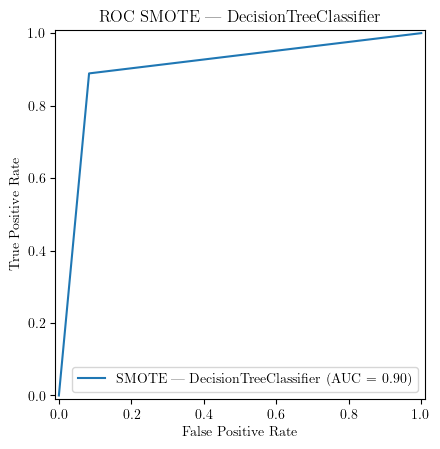 ROC SMOTE — DecisionTreeClassifier
1.0
0.8
0.6
0.4
0.2
0.0
True Positive Rate
SMOTE — DecisionTreeClassifier (AUC = 0.90)
0.0 0.2 0.4 0.6 0.8 1.0
False Positive Rate